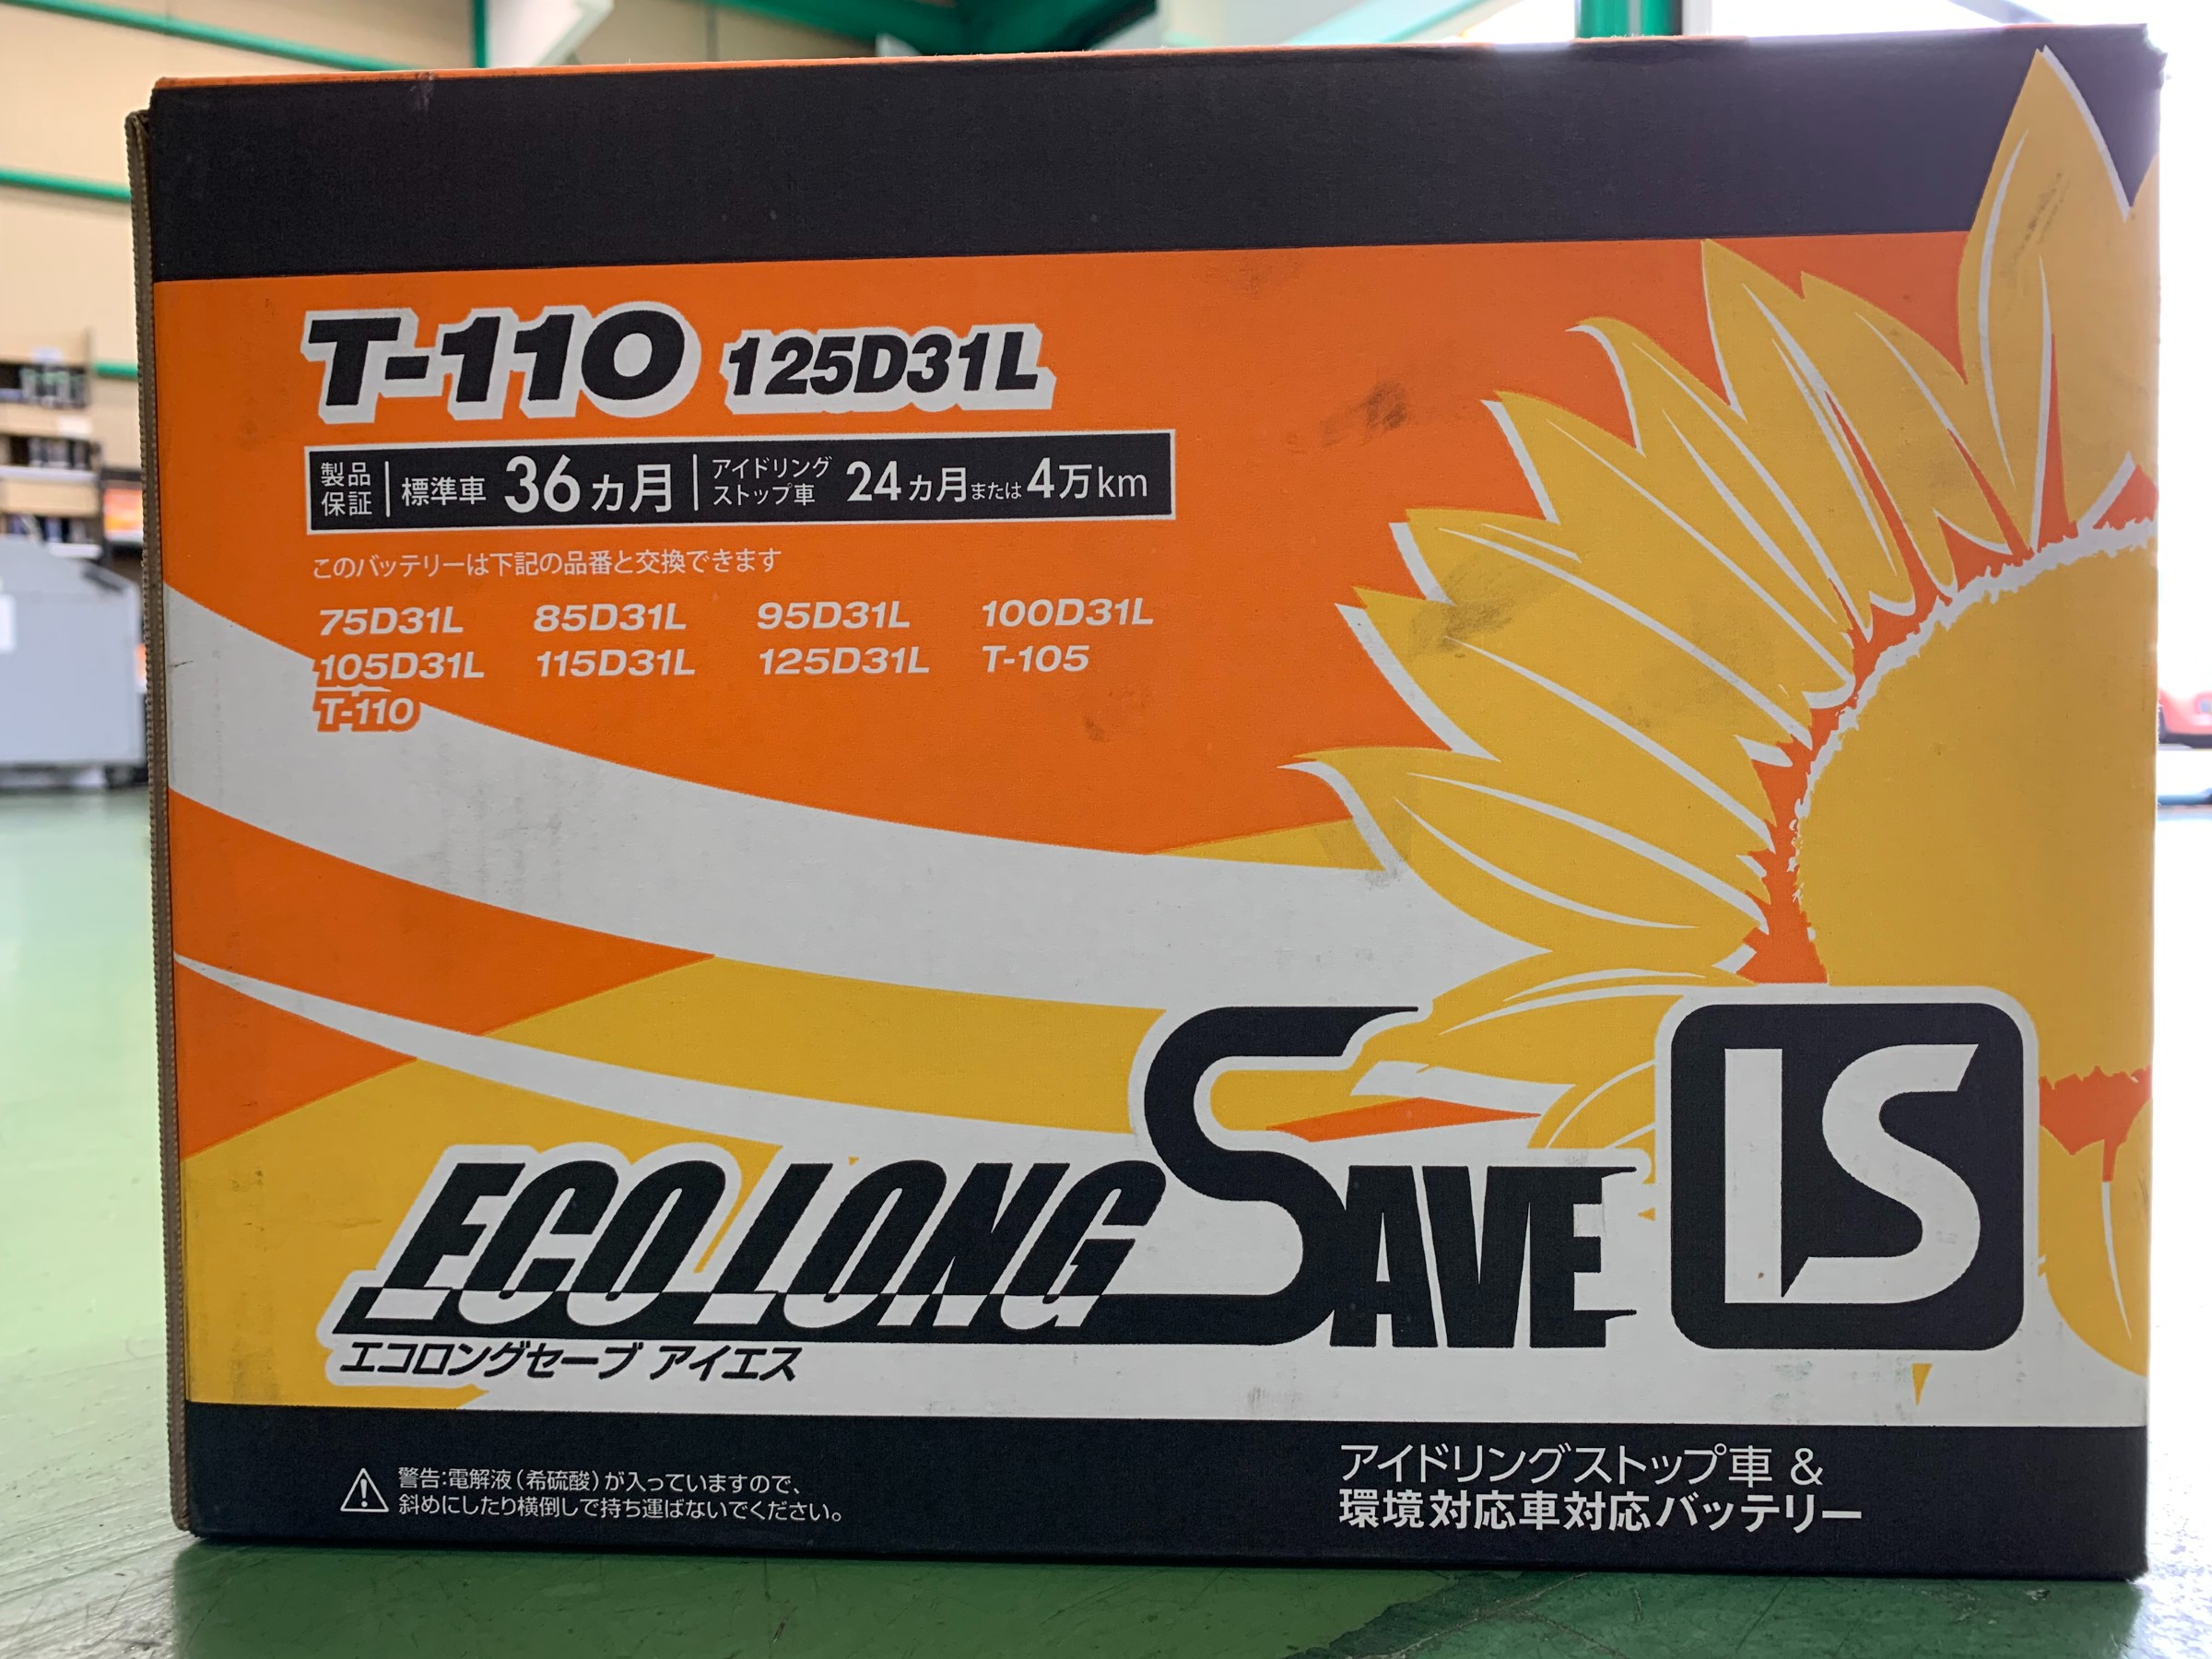 T-110 125D31L
製品保証 標準車 36ヵ月 アイドリングストップ車 24ヵ月または4万km
このバッテリーは下記の品番と交換できます
75D31L 85D31L 95D31L 100D31L
105D31L 115D31L 125D31L T-105
T-110
ECO LONG SAVE IS
エコロングセーブ アイエス
警告:電解液(希硫酸)が入っていますので、
斜めにしたり横倒しで持ち運ばないでください。
アイドリングストップ車 &
環境対応車対応バッテリー